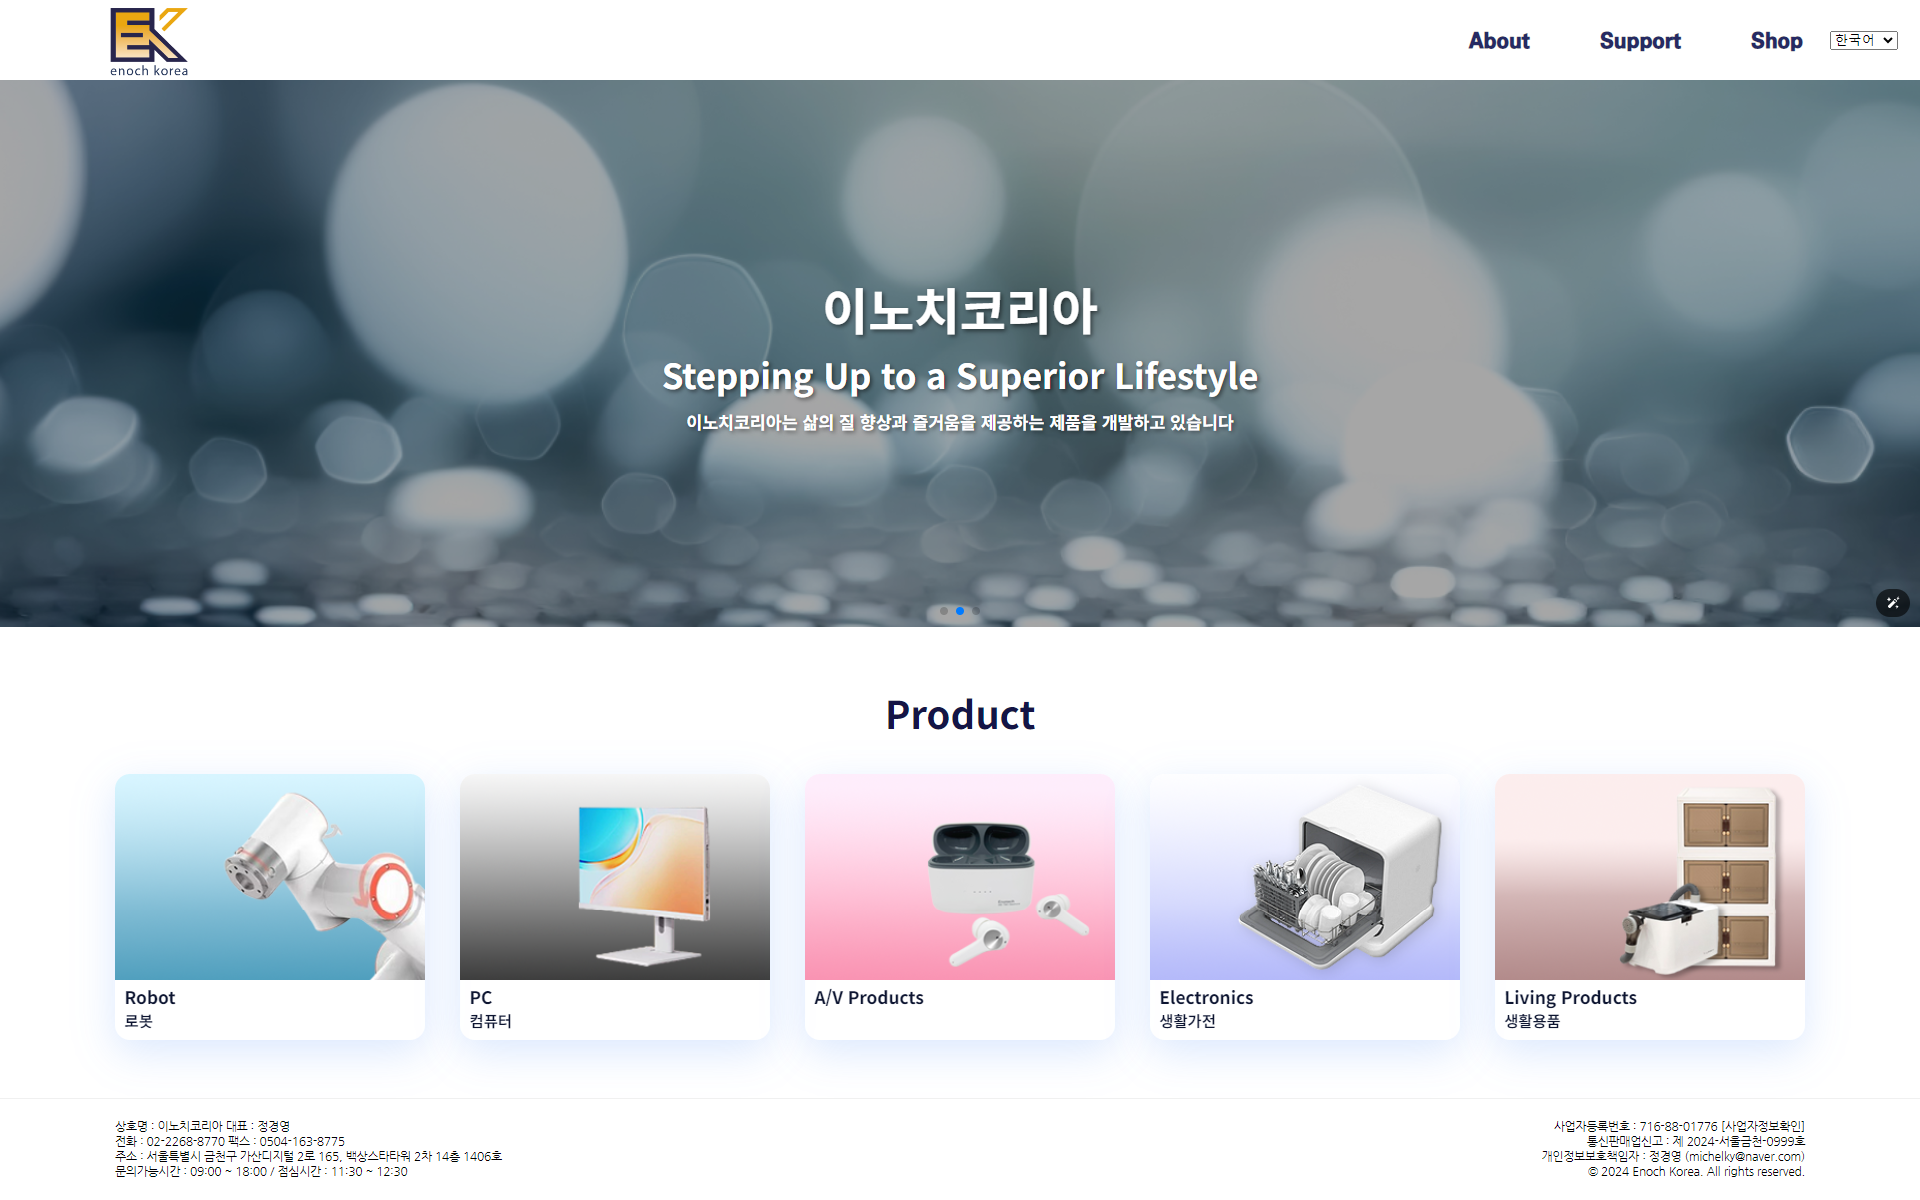 enoch korea
About
Support
Shop
한국어
이노치코리아
Stepping Up to a Superior Lifestyle
이노치코리아는 삶의 질 향상과 즐거움을 제공하는 제품을 개발하고 있습니다
Product
Robot
로봇
PC
컴퓨터
A/V Products
Electronics
생활가전
Living Products
생활용품
상호명 : 이노치코리아 대표 : 정경영
전화 : 02-2268-8770 팩스 : 0504-163-8775
주소 : 서울특별시 금천구 가산디지털 2로 165, 백상스타타워 2차 14층 1406호
문의가능시간 : 09:00 ~ 18:00 / 점심시간 : 11:30 ~ 12:30
사업자등록번호 : 716-88-01776 [사업자정보확인]
통신판매업신고 : 제 2024-서울금천-0999호
개인정보보호책임자 : 정경영 (michelky@naver.com)
© 2024 Enoch Korea. All rights reserved.